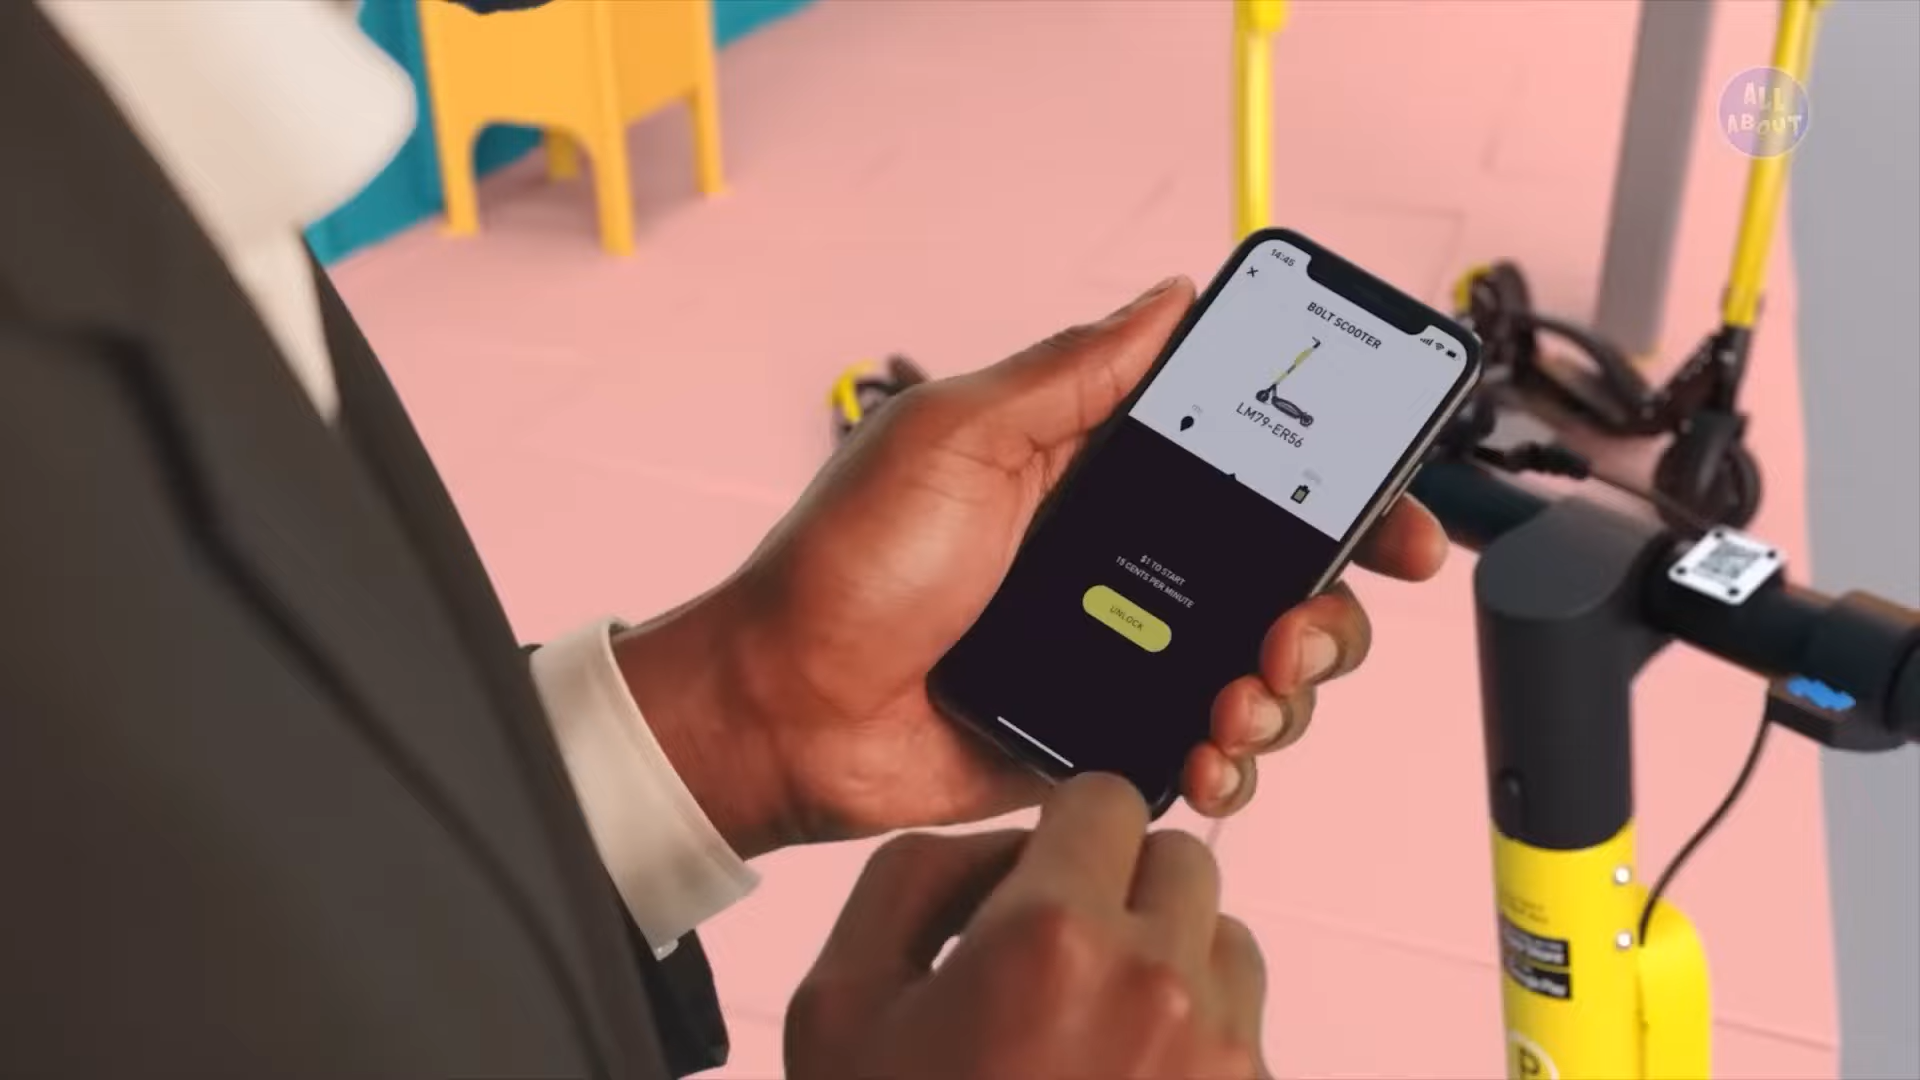 ALL
ABOUT
14:45
BOLT SCOOTER
LM79-ER56
$1 TO START
15 CENTS PER MINUTE
UNLOCK
P